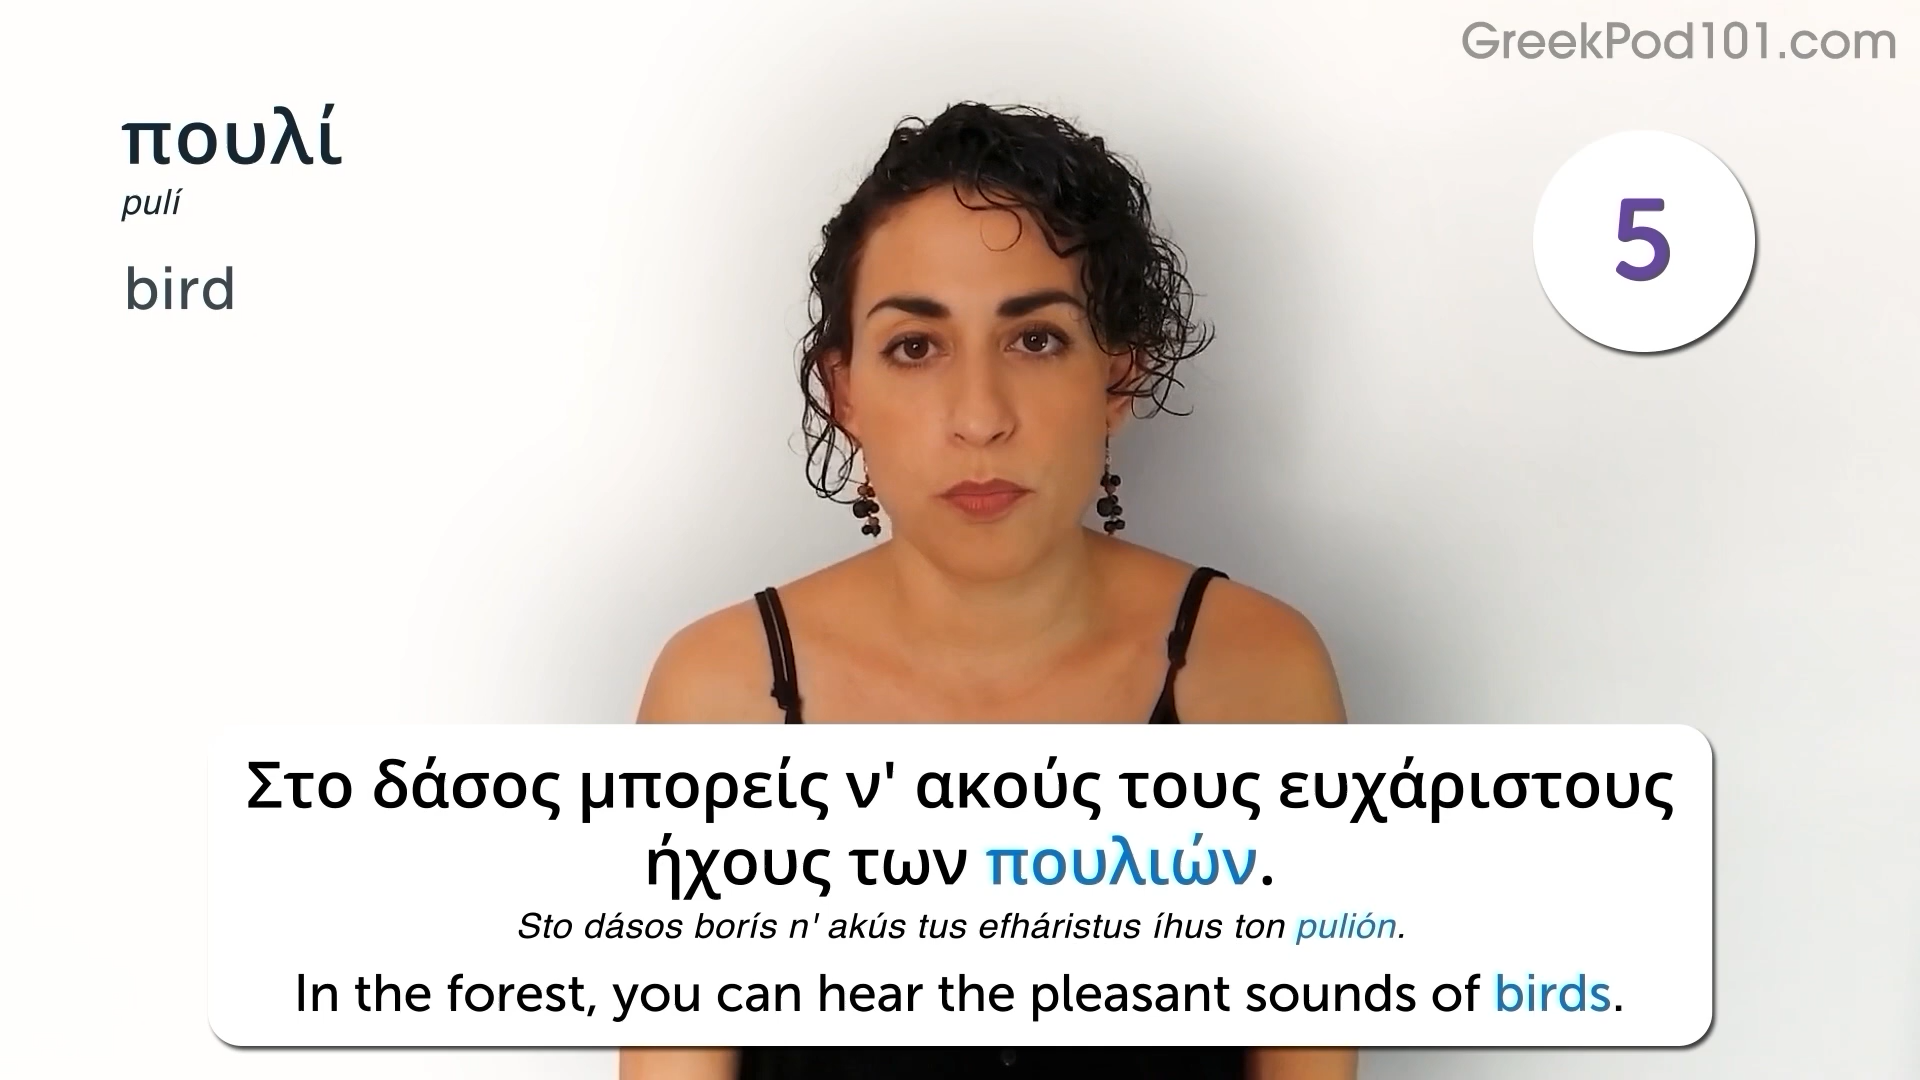 GreekPod101.com
πουλί
pulí
bird
5
Στο δάσος μπορείς ν' ακούς τους ευχάριστους
ήχους των πουλιών.
Sto dásos borís n' akús tus efháristus íhus ton pulión.
In the forest, you can hear the pleasant sounds of birds.